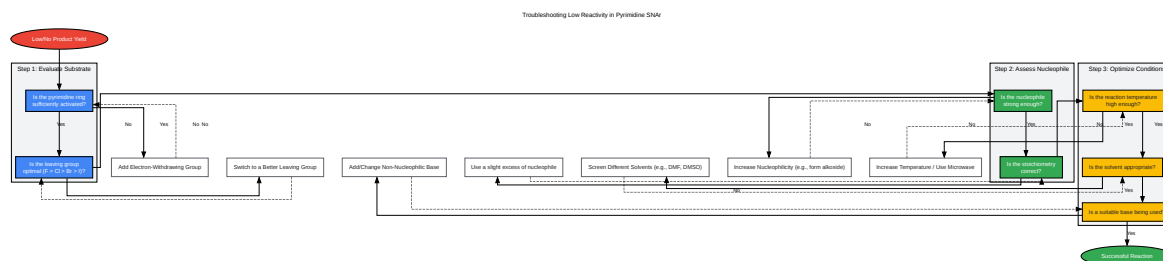 Troubleshooting Low Reactivity in Pyrimidine SNAr
Low/No Product Yield
Step 1: Evaluate Substrate
Step 2: Assess Nucleophile
Step 3: Optimize Conditions
Is the pyrimidine ring
sufficiently activated?
Is the nucleophile
strong enough?
Is the reaction temperature
high enough?
Yes
No
Yes
No
No
No
Yes
No
No
Yes
Yes
Is the leaving group
optimal (F > Cl > Br > I)?
Add Electron-Withdrawing Group
Switch to a Better Leaving Group
Add/Change Non-Nucleophilic Base
Use a slight excess of nucleophile
Screen Different Solvents (e.g., DMF, DMSO)
Increase Nucleophilicity (e.g., form alkoxide)
Increase Temperature / Use Microwave
Is the stoichiometry
correct?
Is the solvent appropriate?
No
Yes
Is a suitable base being used?
Yes
Successful Reaction